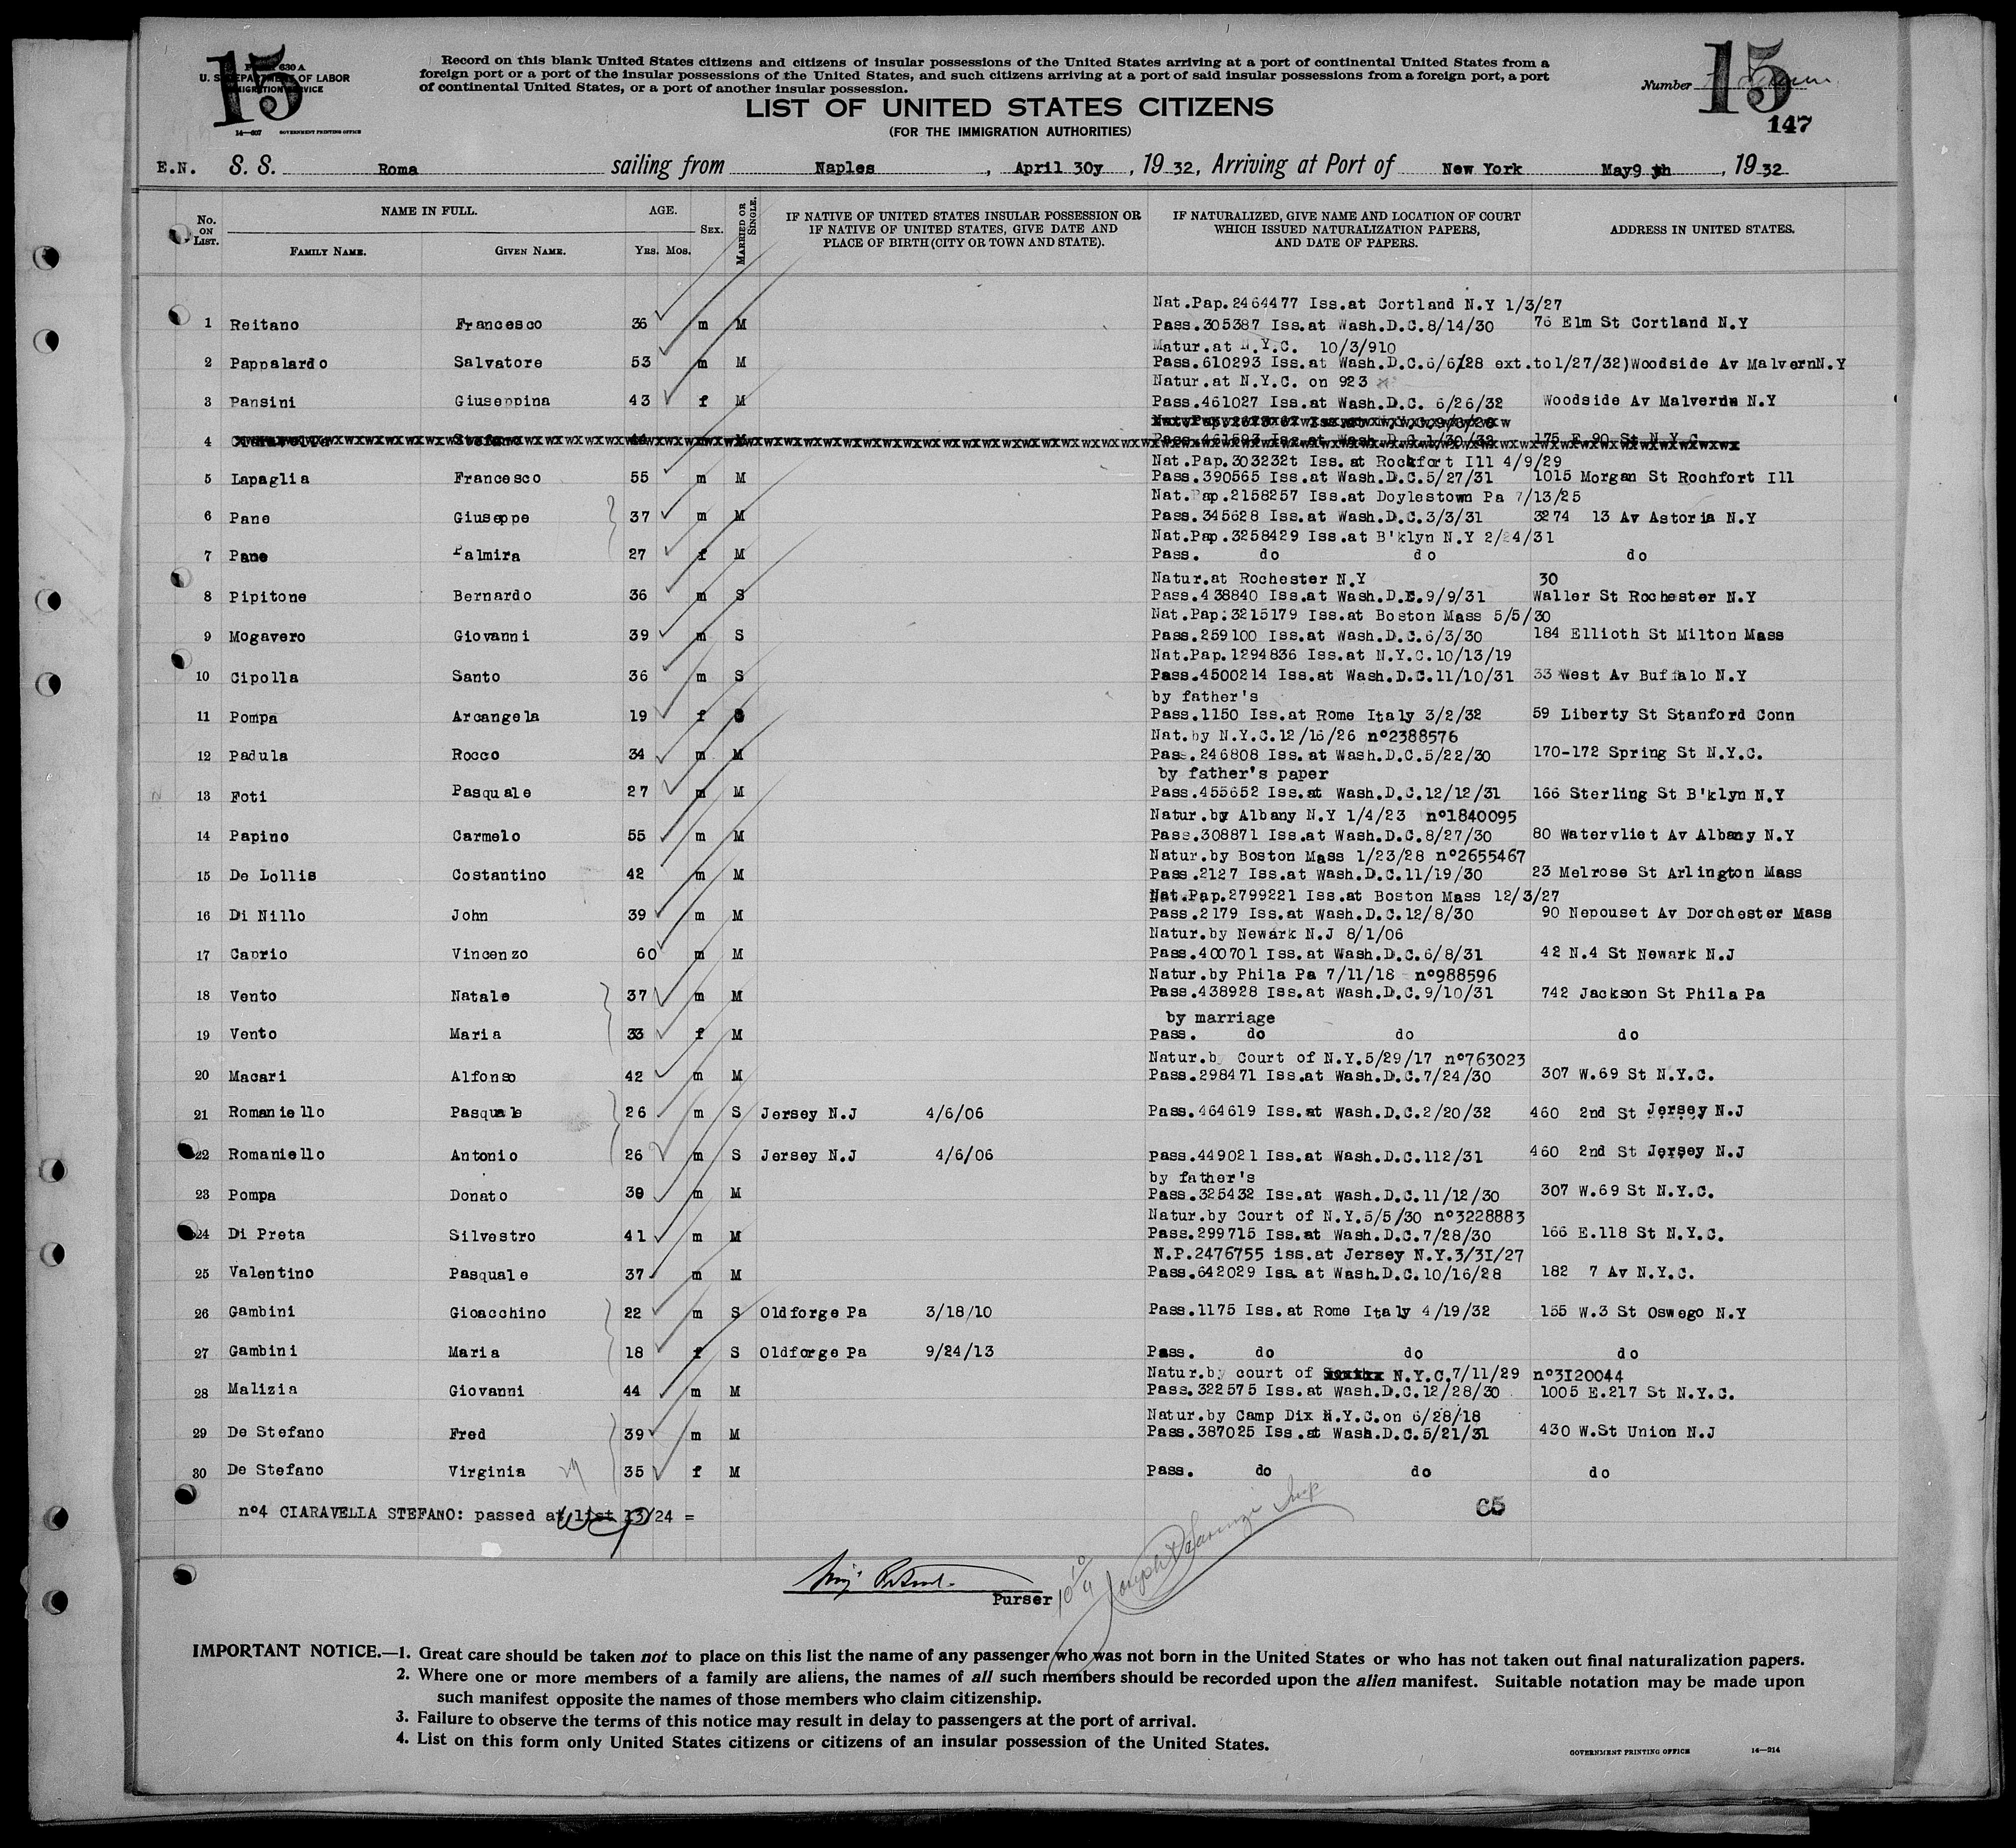 15
FORM 630 A
U. S. DEPARTMENT OF LABOR
IMMIGRATION SERVICE
14—607 GOVERNMENT PRINTING OFFICE
Record on this blank United States citizens and citizens of insular possessions of the United States arriving at a port of continental United States from a
foreign port or a port of the insular possessions of the United States, and such citizens arriving at a port of said insular possessions from a foreign port, a port
of continental United States, or a port of another insular possession.
LIST OF UNITED STATES CITIZENS
(FOR THE IMMIGRATION AUTHORITIES)
Number 15
147
E.N. S. S. Roma sailing from Naples , April 30y , 19 32, Arriving at Port of New York May9 th , 19 32
No. ON LIST. NAME IN FULL. AGE. SEX. MARRIED OR SINGLE. IF NATIVE OF UNITED STATES INSULAR POSSESSION OR IF NATIVE OF UNITED STATES, GIVE DATE AND PLACE OF BIRTH (CITY OR TOWN AND STATE). IF NATURALIZED, GIVE NAME AND LOCATION OF COURT WHICH ISSUED NATURALIZATION PAPERS, AND DATE OF PAPERS. ADDRESS IN UNITED STATES.
FAMILY NAME. GIVEN NAME. YRS. MOS.
Nat.Pap.2464477 Iss.at Cortland N.Y 1/3/27
1 Reitano Francesco 36 m M Pass.305387 Iss.at Wash.D.C.8/14/30 76 Elm St Cortland N.Y
Matur.at N.Y.C. 10/3/910
2 Pappalardo Salvatore 53 m M Pass.610293 Iss.at Wash.D.C.6/6/28 ext.to1/27/32)Woodside Av MalvernN.Y
Natur.at N.Y.C. on 923
3 Pansini Giuseppina 43 f M Pass.461027 Iss.at Wash.D.C. 6/26/32 Woodside Av Malverdn N.Y
4 Ciaravella Stefano 44 m M Pass.461593 Iss.at Wash.D.C.1/30/32 175 E 90 St N.Y.C.
Nat.Pap.303232t Iss.at Rockfort Ill 4/9/29
5 Lapaglia Francesco 55 m M Pass.390565 Iss.at Wash.D.C.5/27/31 1015 Morgan St Rochfort Ill
Nat.Pap.2158257 Iss.at Doylestown Pa 7/13/25
6 Pane Giuseppe 37 m M Pass.345628 Iss.at Wash.D.C.3/3/31 3274 13 Av Astoria N.Y
Nat.Pap.3258429 Iss.at B'klyn N.Y 2/24/31
7 Pane Palmira 27 f M Pass. do do do
Natur.at Rochester N.Y 30
8 Pipitone Bernardo 36 m S Pass.438840 Iss.at Wash.D.C.9/9/31 Waller St Rochester N.Y
Nat.Pap.3215179 Iss.at Boston Mass 5/5/30
9 Mogavero Giovanni 39 m S Pass.259100 Iss.at Wash.D.C.6/3/30 184 Ellioth St Milton Mass
Nat.Pap.1294836 Iss.at N.Y.C.10/13/19
10 Cipolla Santo 36 m S Pass.4500214 Iss.at Wash.D.C.11/10/31 33 West Av Buffalo N.Y
by father's
11 Pompa Arcangela 19 f S Pass.1150 Iss.at Rome Italy 3/2/32 59 Liberty St Stanford Conn
Nat.by N.Y.C.12/16/26 nº2388576
12 Padula Rocco 34 m M Pass.246808 Iss.at Wash.D.C.5/22/30 170-172 Spring St N.Y.C.
by father's paper
13 Foti Pasquale 27 m M Pass.455652 Iss.at Wash.D.C.12/12/31 166 Sterling St B'klyn N.Y
Natur.by Albany N.Y 1/4/23 nº1840095
14 Papino Carmelo 55 m M Pass.308871 Iss.at Wash.D.C.8/27/30 80 Watervliet Av Albany N.Y
Natur.by Boston Mass 1/23/28 nº2655467
15 De Lollis Costantino 42 m M Pass.2127 Iss.at Wash.D.C.11/19/30 23 Melrose St Arlington Mass
Nat.Pap.2799221 Iss.at Boston Mass 12/3/27
16 Di Nillo John 39 m M Pass.2179 Iss.at Wash.D.C.12/8/30 90 Nepouset Av Dorchester Mass
Natur.by Newark N.J 8/1/06
17 Caprio Vincenzo 60 m M Pass.400701 Iss.at Wash.D.C.6/8/31 42 N.4 St Newark N.J
Natur.by Phila Pa 7/11/18 nº988596
18 Vento Natale 37 m M Pass.438928 Iss.at Wash.D.C.9/10/31 742 Jackson St Phila Pa
by marriage
19 Vento Maria 33 f M Pass. do do do
Natur.by Court of N.Y.5/29/17 nº763023
20 Macari Alfonso 42 m M Pass.298471 Iss.at Wash.D.C.7/24/30 307 W.69 St N.Y.C.
21 Romaniello Pasquale 26 m S Jersey N.J 4/6/06 Pass.464619 Iss.at Wash.D.C.2/20/32 460 2nd St Jersey N.J
22 Romaniello Antonio 26 m S Jersey N.J 4/6/06 pass.449021 Iss.at Wash.D.C.112/31 460 2nd St Jersey N.J
by father's
23 Pompa Donato 30 m M Pass.325432 Iss.at Wash.D.C.11/12/30 307 W.69 St N.Y.C.
Natur.by Court of N.Y.5/5/30 nº3228883
24 Di Preta Silvestro 41 m M Pass.299715 Iss.at Wash.D.C.7/28/30 166 E.118 St N.Y.C.
N.P.2476755 iss.at Jersey N.Y.3/3I/27
25 Valentino Pasquale 37 m M Pass.642029 Iss.at Wash.D.C.10/16/28 182 7 Av N.Y.C.
26 Gambini Gioacchino 22 m S Oldforge Pa 3/18/10 Pass.1175 Iss.at Rome Italy 4/19/32 155 W.3 St Oswego N.Y
27 Gambini Maria 18 f S Oldforge Pa 9/24/13 Pass. do do do
Natur.by court of N.Y.C.7/11/29 nº3I20044
28 Malizia Giovanni 44 m M Pass.322575 Iss.at Wash.D.C.12/28/30 1005 E.217 St N.Y.C.
Natur.by Camp Dix N.Y.C.on 6/28/18
29 De Stefano Fred 39 m M Pass.387025 Iss.at Wash.D.C.5/21/31 430 W.St Union N.J
30 De Stefano Virginia 35 f M Pass. do do do
nº4 CIARAVELLA STEFANO: passed at list 13/24 =
65
Purser
IMPORTANT NOTICE.—1. Great care should be taken not to place on this list the name of any passenger who was not born in the United States or who has not taken out final naturalization papers.
2. Where one or more members of a family are aliens, the names of all such members should be recorded upon the alien manifest. Suitable notation may be made upon
such manifest opposite the names of those members who claim citizenship.
3. Failure to observe the terms of this notice may result in delay to passengers at the port of arrival.
4. List on this form only United States citizens or citizens of an insular possession of the United States.
GOVERNMENT PRINTING OFFICE 14—214